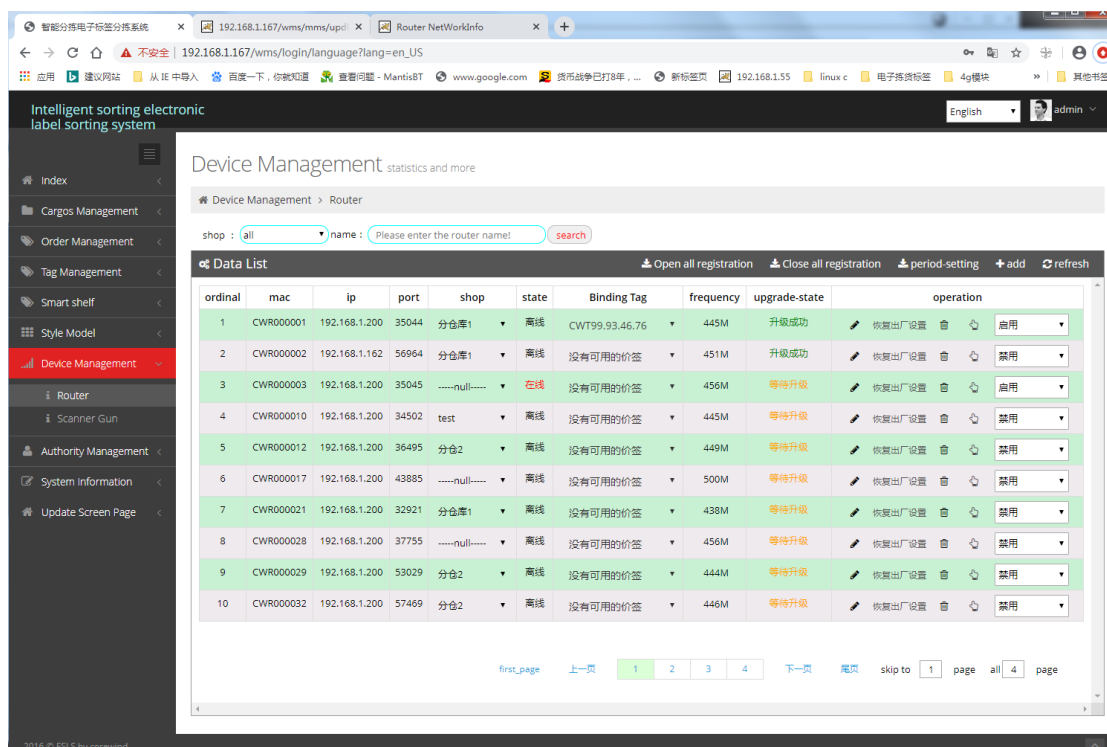 智能分拣电子标签分拣系统 192.168.1.167/wms/mms/upd Router NetWorkInfo
不安全 192.168.1.167/wms/login/language?lang=en_US
应用 建议网站 从 IE 中导入 百度一下，你就知道 查看问题 - MantisBT www.google.com 货币战争已打8年，... 新标签页 192.168.1.55 linux c 电子拣货标签 4g模块 » 其他书签
Intelligent sorting electronic
label sorting system
English admin
Device Management statistics and more
Index
Cargos Management
Order Management
Tag Management
Smart shelf
Style Model
Device Management
Router
Scanner Gun
Authority Management
System Information
Update Screen Page
Device Management > Router
shop : all name : Please enter the router name! search
Data List Open all registration Close all registration period-setting add refresh
ordinal mac ip port shop state Binding Tag frequency upgrade-state operation
1 CWR000001 192.168.1.200 35044 分仓库1 离线 CWT99.93.46.76 445M 升级成功 恢复出厂设置 启用
2 CWR000002 192.168.1.162 56964 分仓库1 离线 没有可用的价签 451M 升级成功 恢复出厂设置 禁用
3 CWR000003 192.168.1.200 35045 -----null----- 在线 没有可用的价签 456M 等待升级 恢复出厂设置 启用
4 CWR000010 192.168.1.200 34502 test 离线 没有可用的价签 445M 等待升级 恢复出厂设置 禁用
5 CWR000012 192.168.1.200 36495 分仓2 离线 没有可用的价签 449M 等待升级 恢复出厂设置 禁用
6 CWR000017 192.168.1.200 43885 -----null----- 离线 没有可用的价签 500M 等待升级 恢复出厂设置 禁用
7 CWR000021 192.168.1.200 32921 分仓库1 离线 没有可用的价签 438M 等待升级 恢复出厂设置 禁用
8 CWR000028 192.168.1.200 37755 -----null----- 离线 没有可用的价签 456M 等待升级 恢复出厂设置 禁用
9 CWR000029 192.168.1.200 53029 分仓2 离线 没有可用的价签 444M 等待升级 恢复出厂设置 禁用
10 CWR000032 192.168.1.200 57469 分仓2 离线 没有可用的价签 446M 等待升级 恢复出厂设置 禁用
first_page 上一页 1 2 3 4 下一页 尾页 skip to 1 page all 4 page
2016 © ESLS by corewind